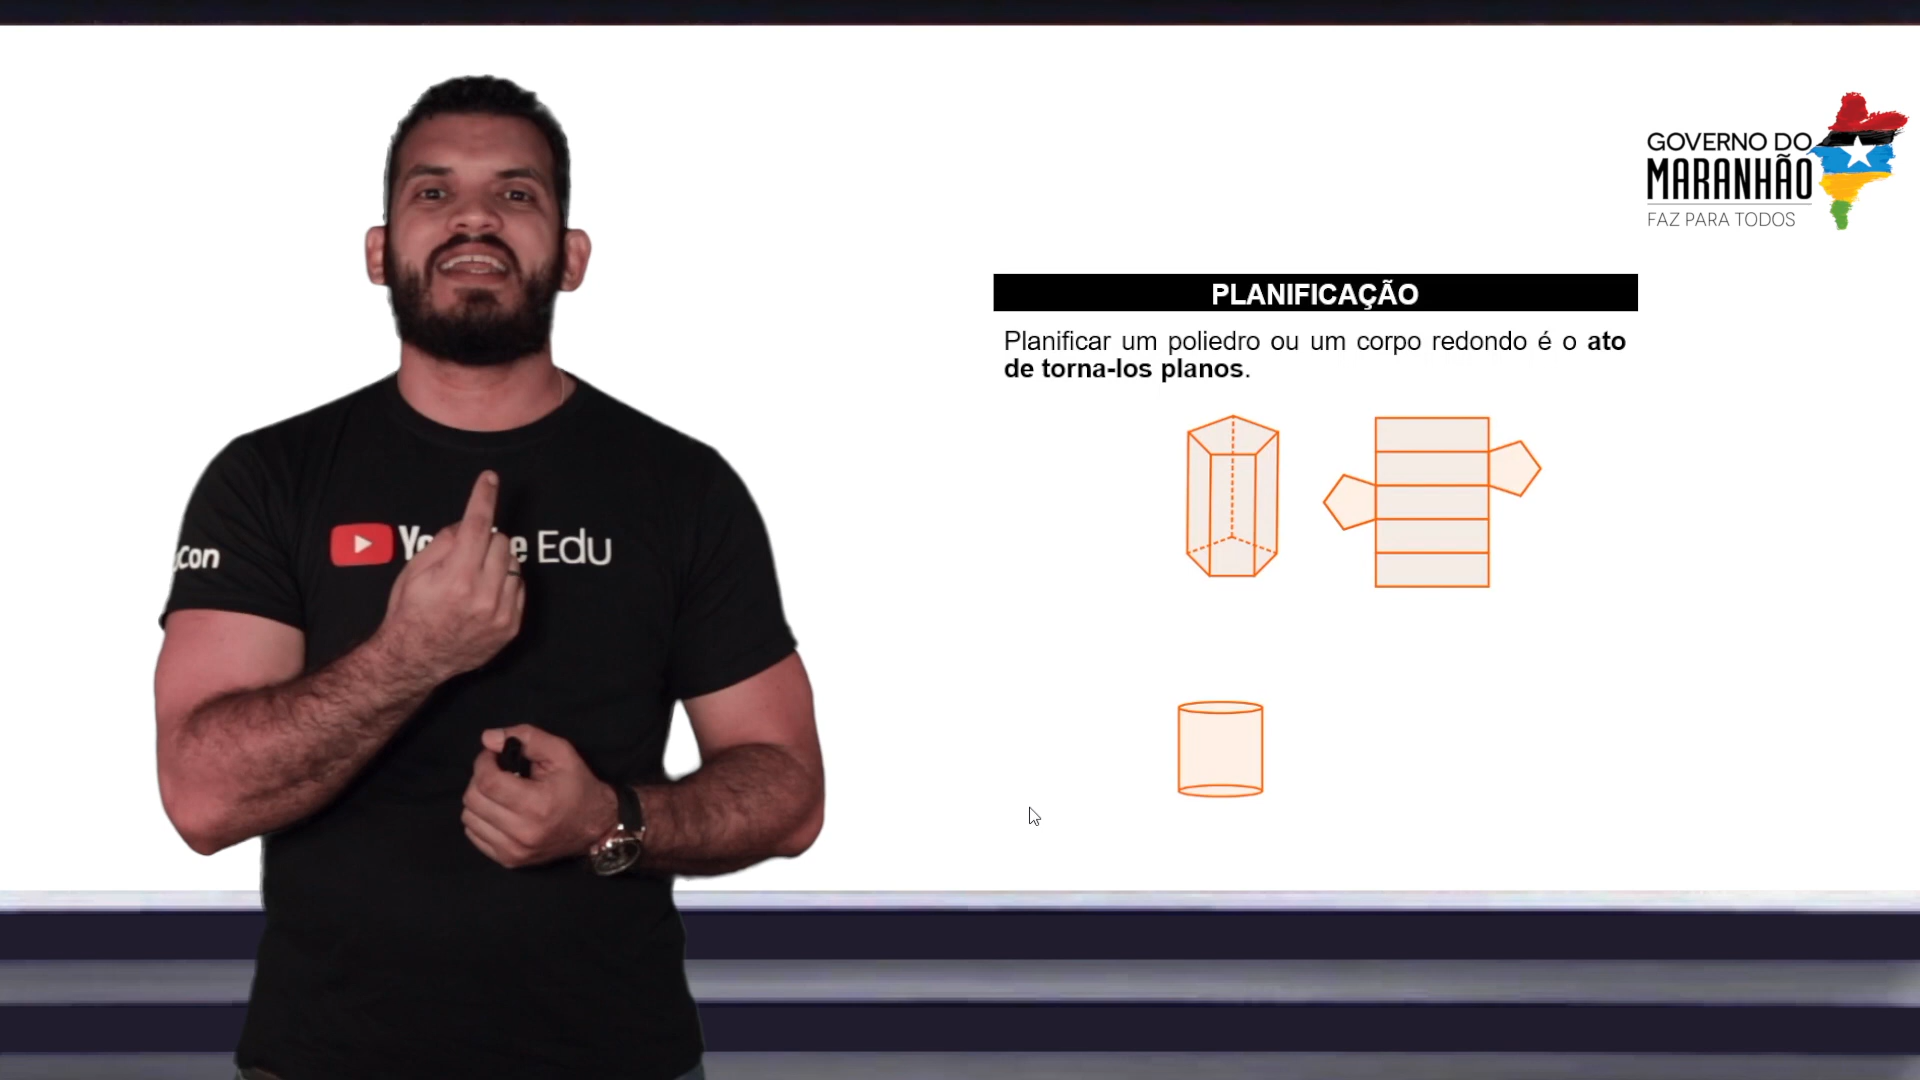 GOVERNO DO
MARANHÃO
FAZ PARA TODOS
PLANIFICAÇÃO
Planificar um poliedro ou um corpo redondo é o ato
de torna-los planos.
Edu